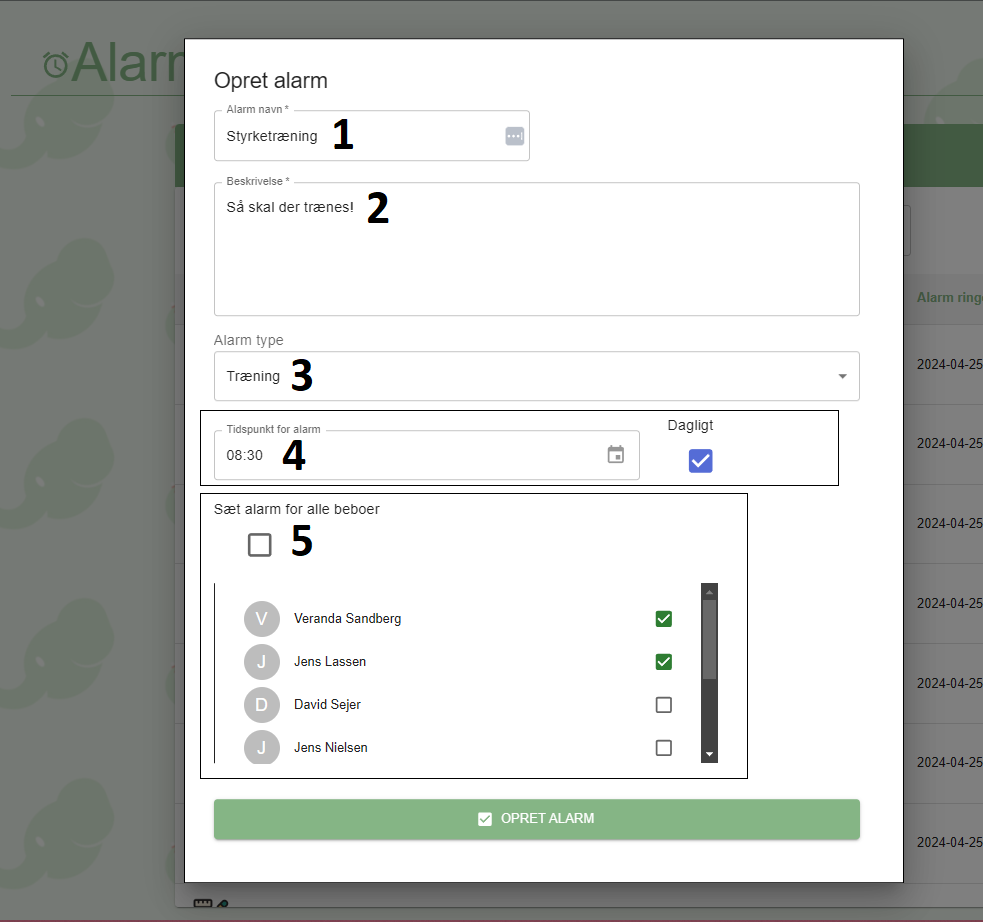 Alarm
Opret alarm
Alarm navn *
Styrketræning 1
Beskrivelse *
Så skal der trænes! 2
Alarm ring
Alarm type
2024-04-25
Træning 3
Tidspunkt for alarm
Dagligt
08:30 4
2024-04-25
Sæt alarm for alle beboer
2024-04-25
5
V Veranda Sandberg
2024-04-25
J Jens Lassen
2024-04-25
D David Sejer
J Jens Nielsen
2024-04-25
OPRET ALARM
2024-04-25